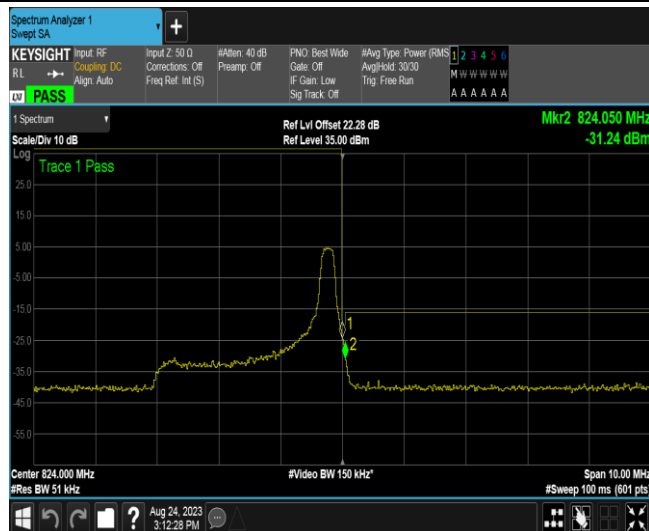 Spectrum Analyzer 1
Swept SA
+
KEYSIGHT
RL
LXI PASS
Input: RF
Coupling: DC
Align: Auto
Input Z: 50 Ω
Corrections: Off
Freq Ref: Int (S)
#Atten: 40 dB
Preamp: Off
PNO: Best Wide
Gate: Off
IF Gain: Low
Sig Track: Off
#Avg Type: Power (RMS
Avg|Hold: 30/30
Trig: Free Run
1 2 3 4 5 6
M W W W W W
A A A A A A
1 Spectrum
Scale/Div 10 dB
Ref Lvl Offset 22.28 dB
Ref Level 35.00 dBm
Mkr2 824.050 MHz
-31.24 dBm
Log
Trace 1 Pass
25.0
15.0
5.00
-5.00
-15.0
-25.0
-35.0
-45.0
-55.0
1
2
Center 824.000 MHz
#Res BW 51 kHz
#Video BW 150 kHz*
Span 10.00 MHz
#Sweep 100 ms (601 pts)
?
Aug 24, 2023
3:12:28 PM